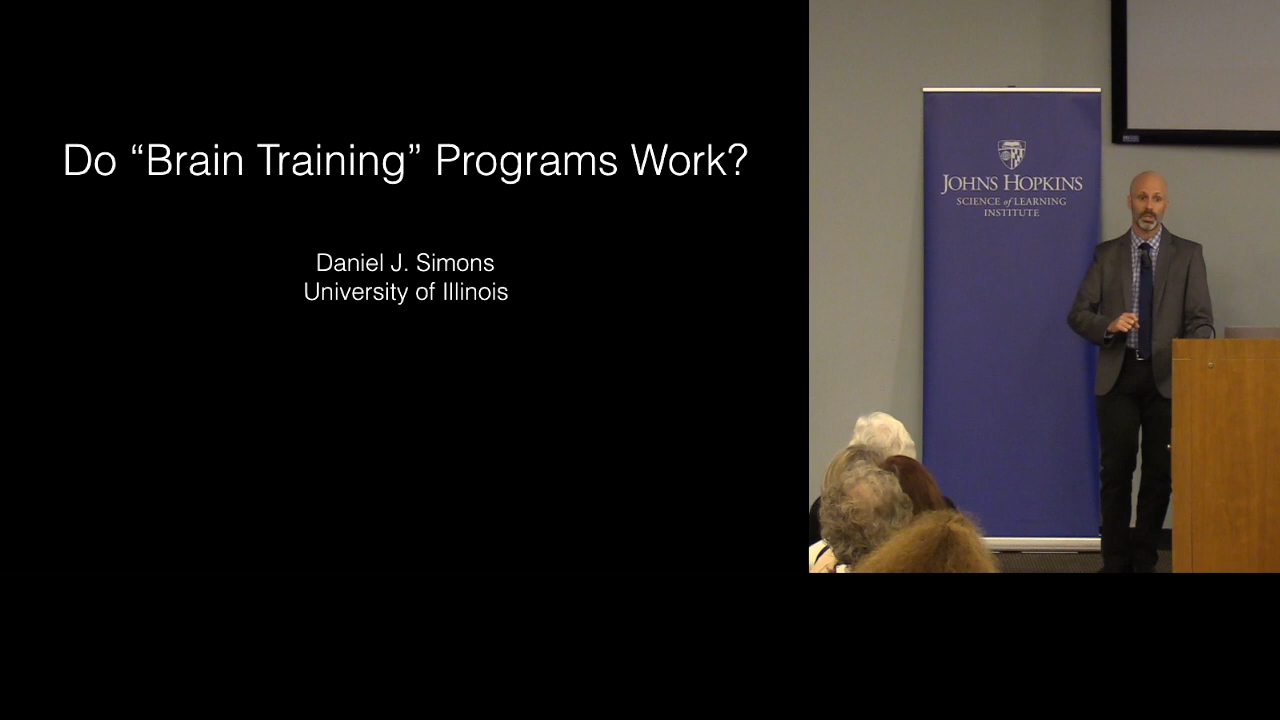 Do “Brain Training” Programs Work?
Daniel J. Simons
University of Illinois
JOHNS HOPKINS
SCIENCE of LEARNING
INSTITUTE